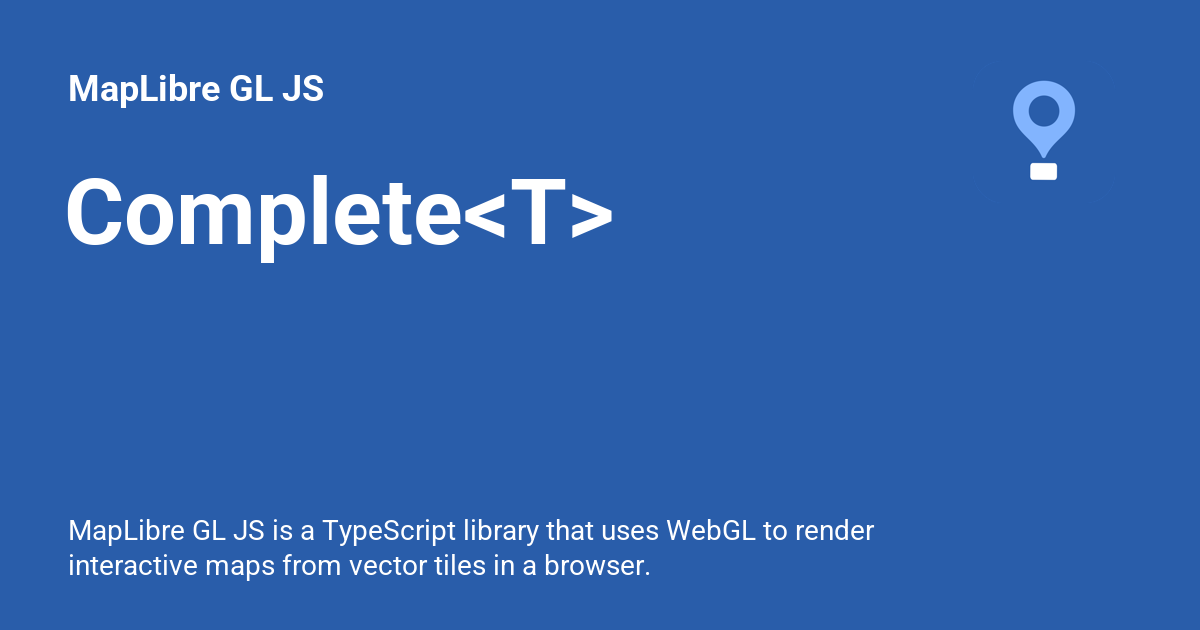 MapLibre GL JS
Complete<T>
MapLibre GL JS is a TypeScript library that uses WebGL to render
interactive maps from vector tiles in a browser.